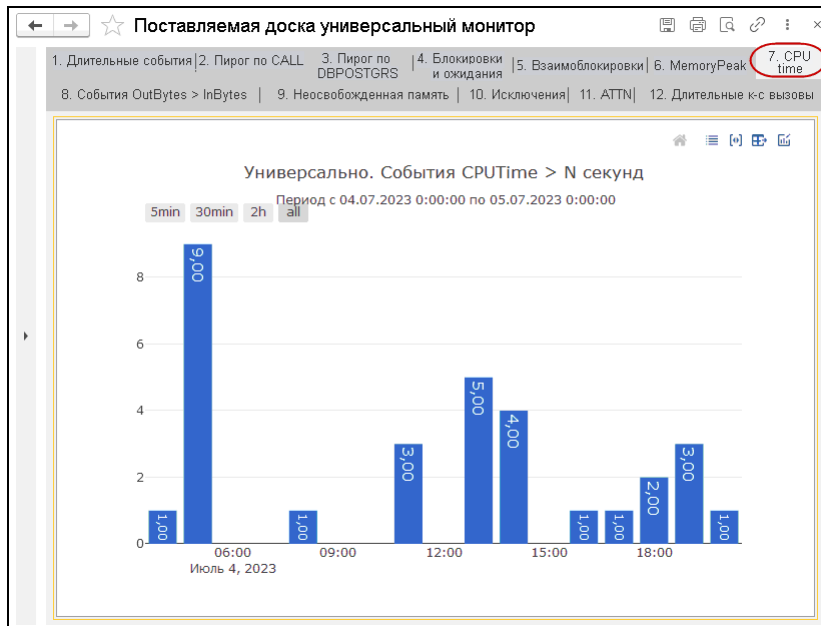 Поставляемая доска универсальный монитор
1. Длительные события|2. Пирог по CALL 3. Пирог по DBPOSTGRS |4. Блокировки и ожидания |5. Взаимоблокировки| 6. MemoryPeak 7. CPU time
8. События OutBytes > InBytes | 9. Неосвобожденная память | 10. Исключения| 11. ATTN| 12. Длительные к-с вызовы
Универсально. События CPUTime > N секунд
Период с 04.07.2023 0:00:00 по 05.07.2023 0:00:00
5min 30min 2h all
8
6
4
2
0
1,00 9,00 1,00 3,00 5,00 4,00 1,00 1,00 2,00 3,00 1,00
06:00 09:00 12:00 15:00 18:00
Июль 4, 2023